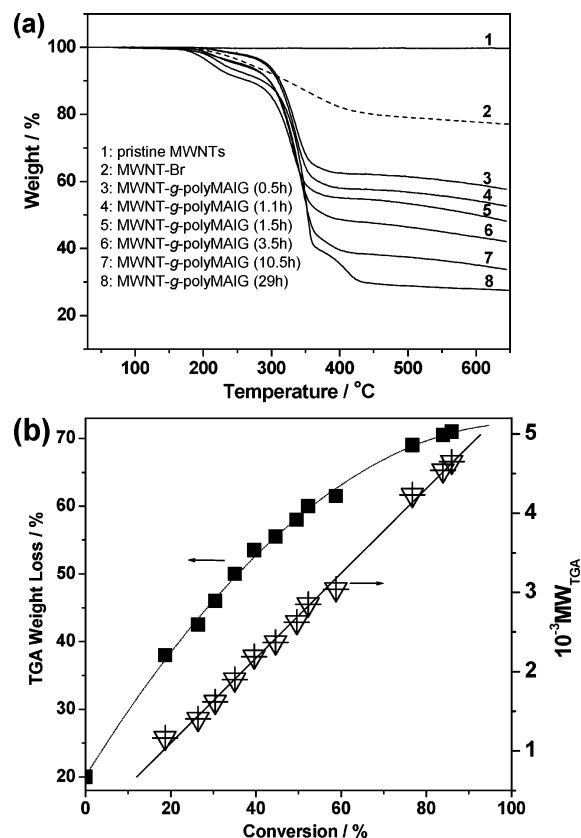 (a)
100
80
60
40
20
Weight / %
1
2
3
4
5
6
7
8
1: pristine MWNTs
2: MWNT-Br
3: MWNT-g-polyMAIG (0.5h)
4: MWNT-g-polyMAIG (1.1h)
5: MWNT-g-polyMAIG (1.5h)
6: MWNT-g-polyMAIG (3.5h)
7: MWNT-g-polyMAIG (10.5h)
8: MWNT-g-polyMAIG (29h)
100 200 300 400 500 600
Temperature / °C
(b)
70
60
50
40
30
20
TGA Weight Loss / %
5
4
3
2
1
10⁻³MW_TGA
0 20 40 60 80 100
Conversion / %